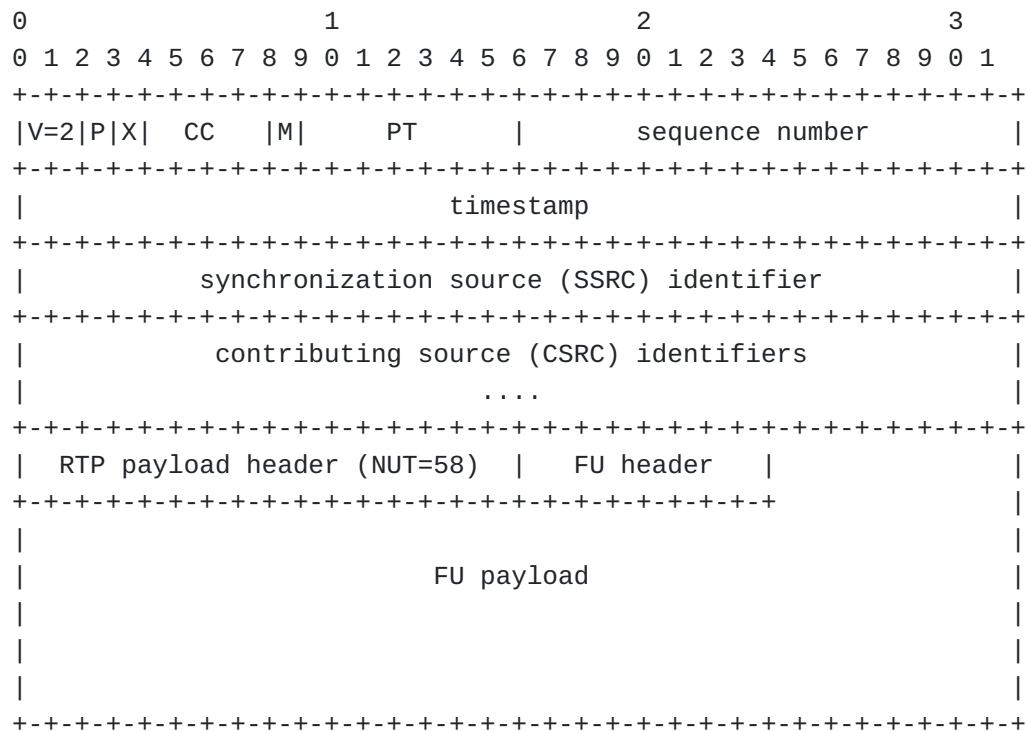 0                   1                   2                   3
0 1 2 3 4 5 6 7 8 9 0 1 2 3 4 5 6 7 8 9 0 1 2 3 4 5 6 7 8 9 0 1
+-+-+-+-+-+-+-+-+-+-+-+-+-+-+-+-+-+-+-+-+-+-+-+-+-+-+-+-+-+-+-+-+
|V=2|P|X|  CC   |M|     PT      |       sequence number         |
+-+-+-+-+-+-+-+-+-+-+-+-+-+-+-+-+-+-+-+-+-+-+-+-+-+-+-+-+-+-+-+-+
|                           timestamp                           |
+-+-+-+-+-+-+-+-+-+-+-+-+-+-+-+-+-+-+-+-+-+-+-+-+-+-+-+-+-+-+-+-+
|           synchronization source (SSRC) identifier            |
+-+-+-+-+-+-+-+-+-+-+-+-+-+-+-+-+-+-+-+-+-+-+-+-+-+-+-+-+-+-+-+-+
|            contributing source (CSRC) identifiers             |
|                             ....                              |
+-+-+-+-+-+-+-+-+-+-+-+-+-+-+-+-+-+-+-+-+-+-+-+-+-+-+-+-+-+-+-+-+
|  RTP payload header (NUT=58)  |   FU header   |               |
+-+-+-+-+-+-+-+-+-+-+-+-+-+-+-+-+-+-+-+-+-+-+-+-+               |
|                                                               |
|                          FU payload                           |
|                                                               |
|                                                               |
|                                                               |
+-+-+-+-+-+-+-+-+-+-+-+-+-+-+-+-+-+-+-+-+-+-+-+-+-+-+-+-+-+-+-+-+